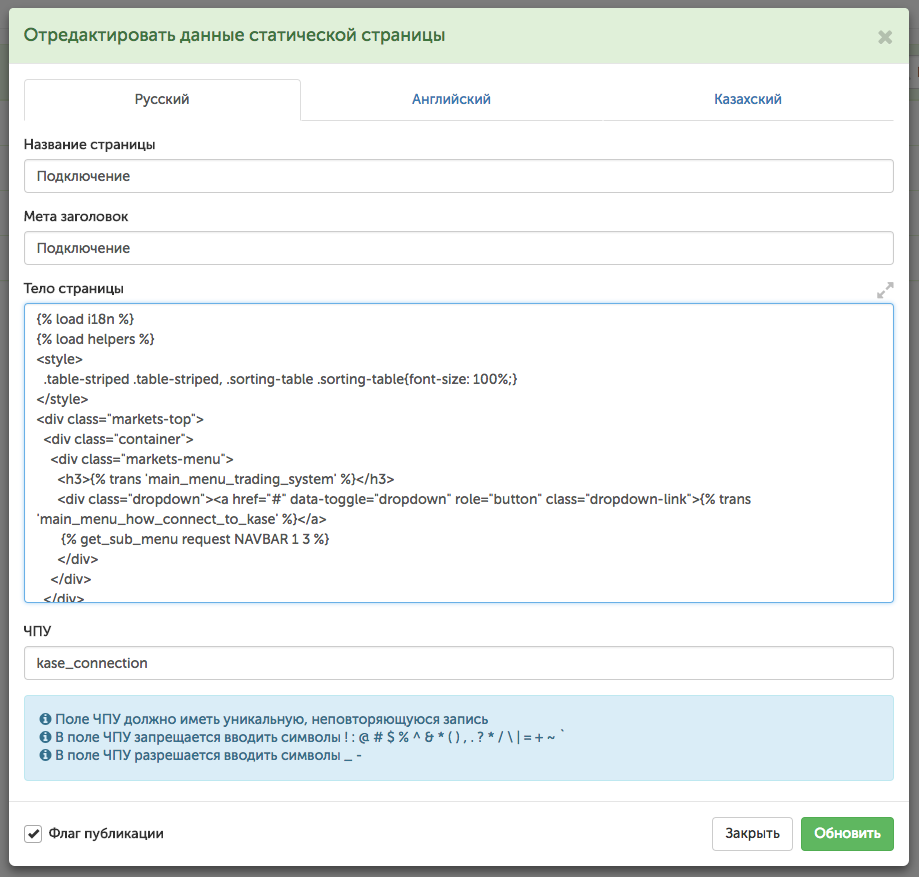 Отредактировать данные статической страницы
×
Русский
Английский
Казахский
Название страницы
Подключение
Мета заголовок
Подключение
Тело страницы
{% load i18n %}
{% load helpers %}
<style>
.table-striped .table-striped, .sorting-table .sorting-table{font-size: 100%;}
</style>
<div class="markets-top">
<div class="container">
<div class="markets-menu">
<h3>{% trans 'main_menu_trading_system' %}</h3>
<div class="dropdown"><a href="#" data-toggle="dropdown" role="button" class="dropdown-link">{% trans
'main_menu_how_connect_to_kase' %}</a>
{% get_sub_menu request NAVBAR 1 3 %}
</div>
</div>
</div>
ЧПУ
kase_connection
Поле ЧПУ должно иметь уникальную, неповторяющуюся запись
В поле ЧПУ запрещается вводить символы ! : @ # $ % ^ & * ( ) , . ? * / \ | = + ~ `
В поле ЧПУ разрешается вводить символы _ -
Флаг публикации
Закрыть
Обновить